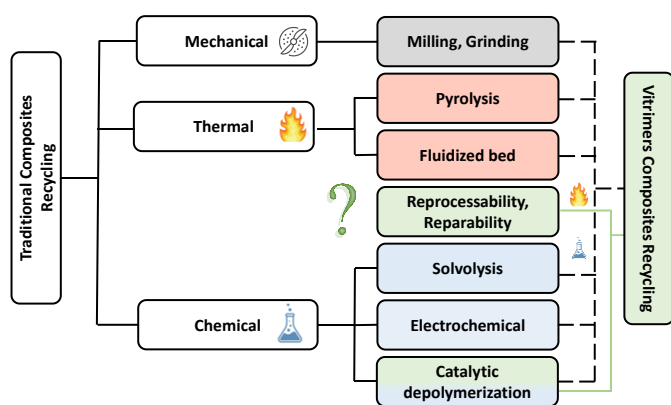 Traditional Composites
Recycling
Mechanical
Thermal
Chemical
Milling, Grinding
Pyrolysis
Fluidized bed
?
Reprocessability,
Reparability
Solvolysis
Electrochemical
Catalytic
depolymerization
Vitrimers Composites Recycling